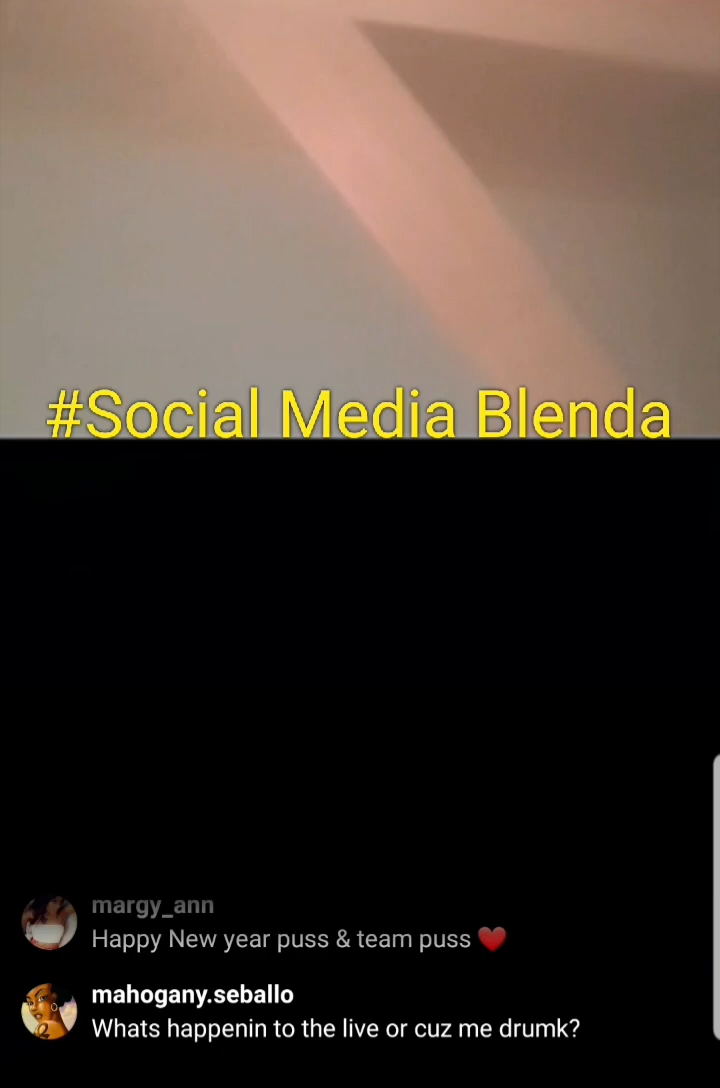 #Social Media Blenda
margy_ann
Happy New year puss & team puss ❤️
mahogany.seballo
Whats happenin to the live or cuz me drumk?